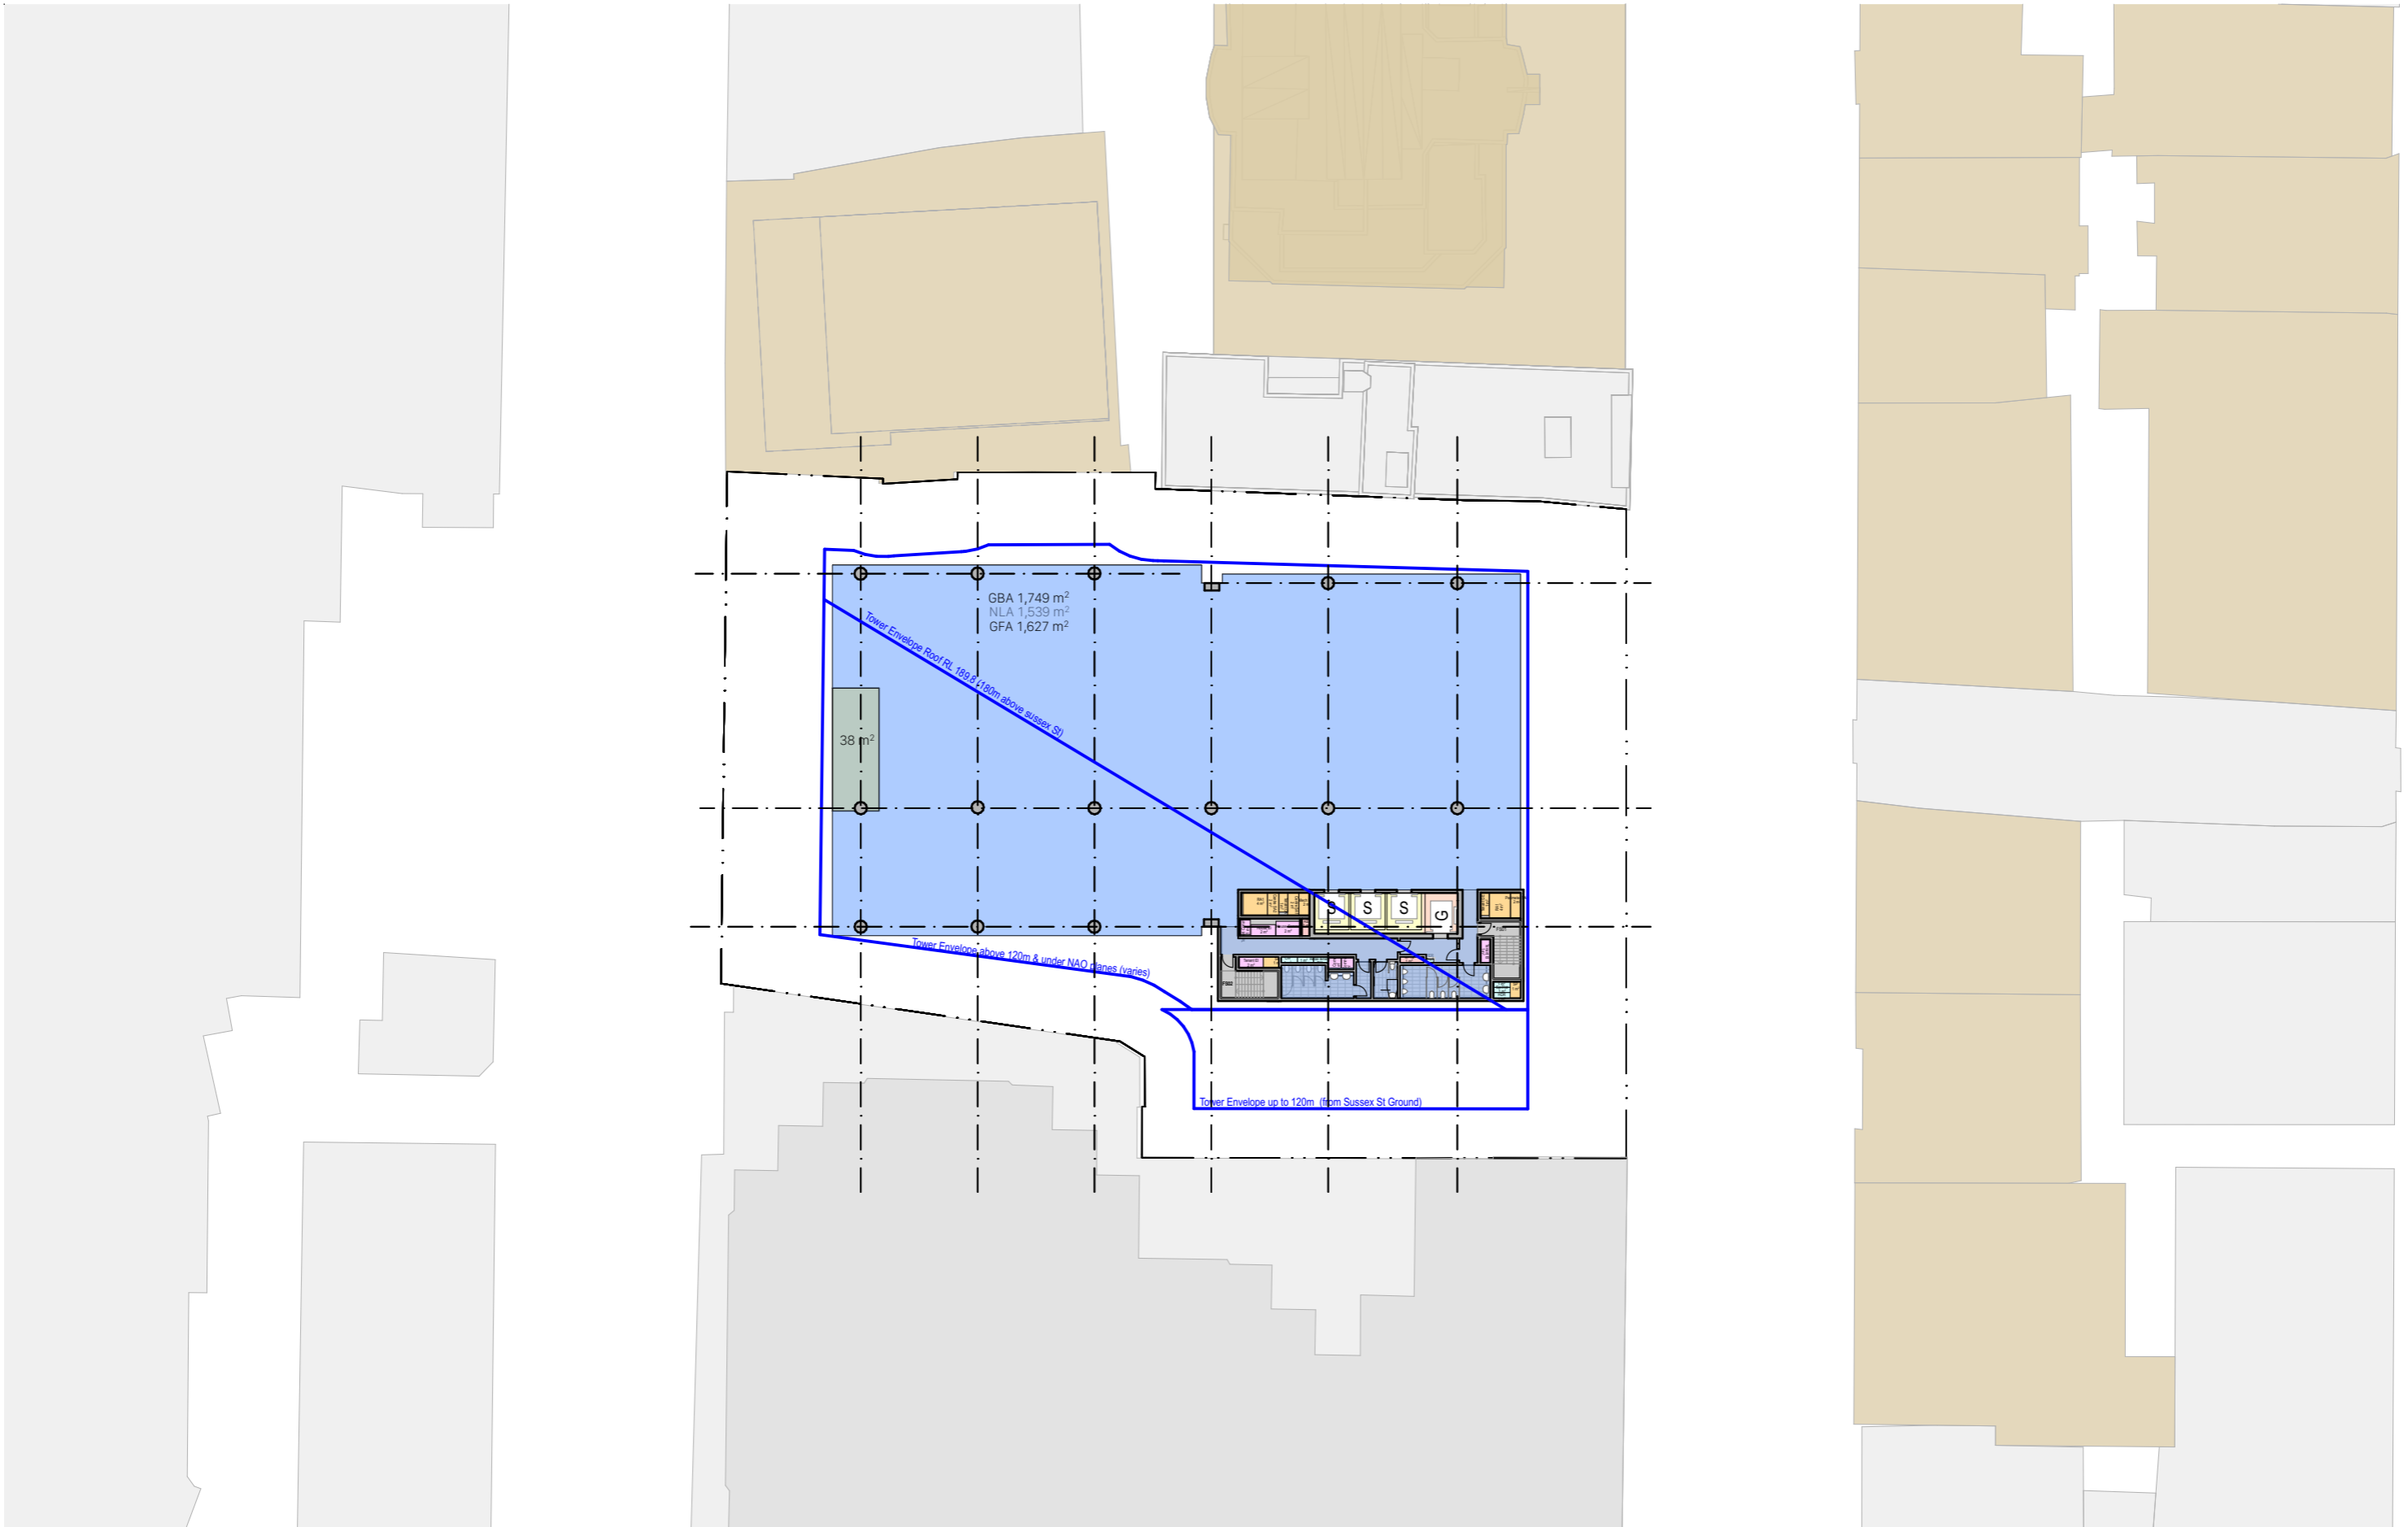 GBA 1,749 m²
NLA 1,539 m²
GFA 1,627 m²
Tower Envelope Roof RL 189.8 (180m above sussex St)
38 m²
S
S
S
G
Tower Envelope above 120m & under NAO planes (varies)
Tower Envelope up to 120m (from Sussex St Ground)